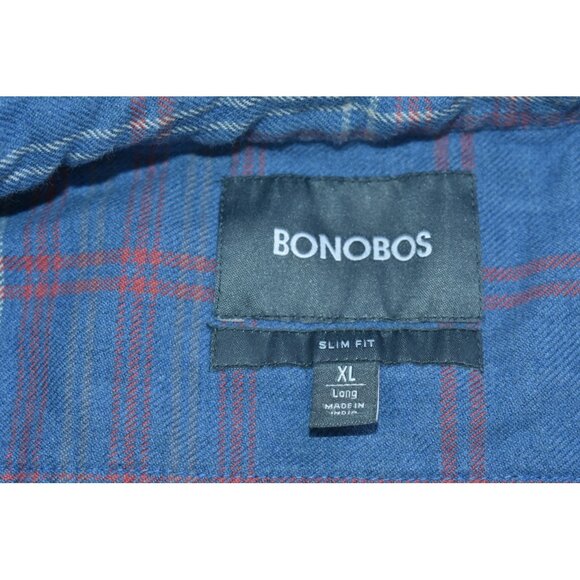 BONOBOS
SLIM FIT
XL
Long
MADE IN
INDIA